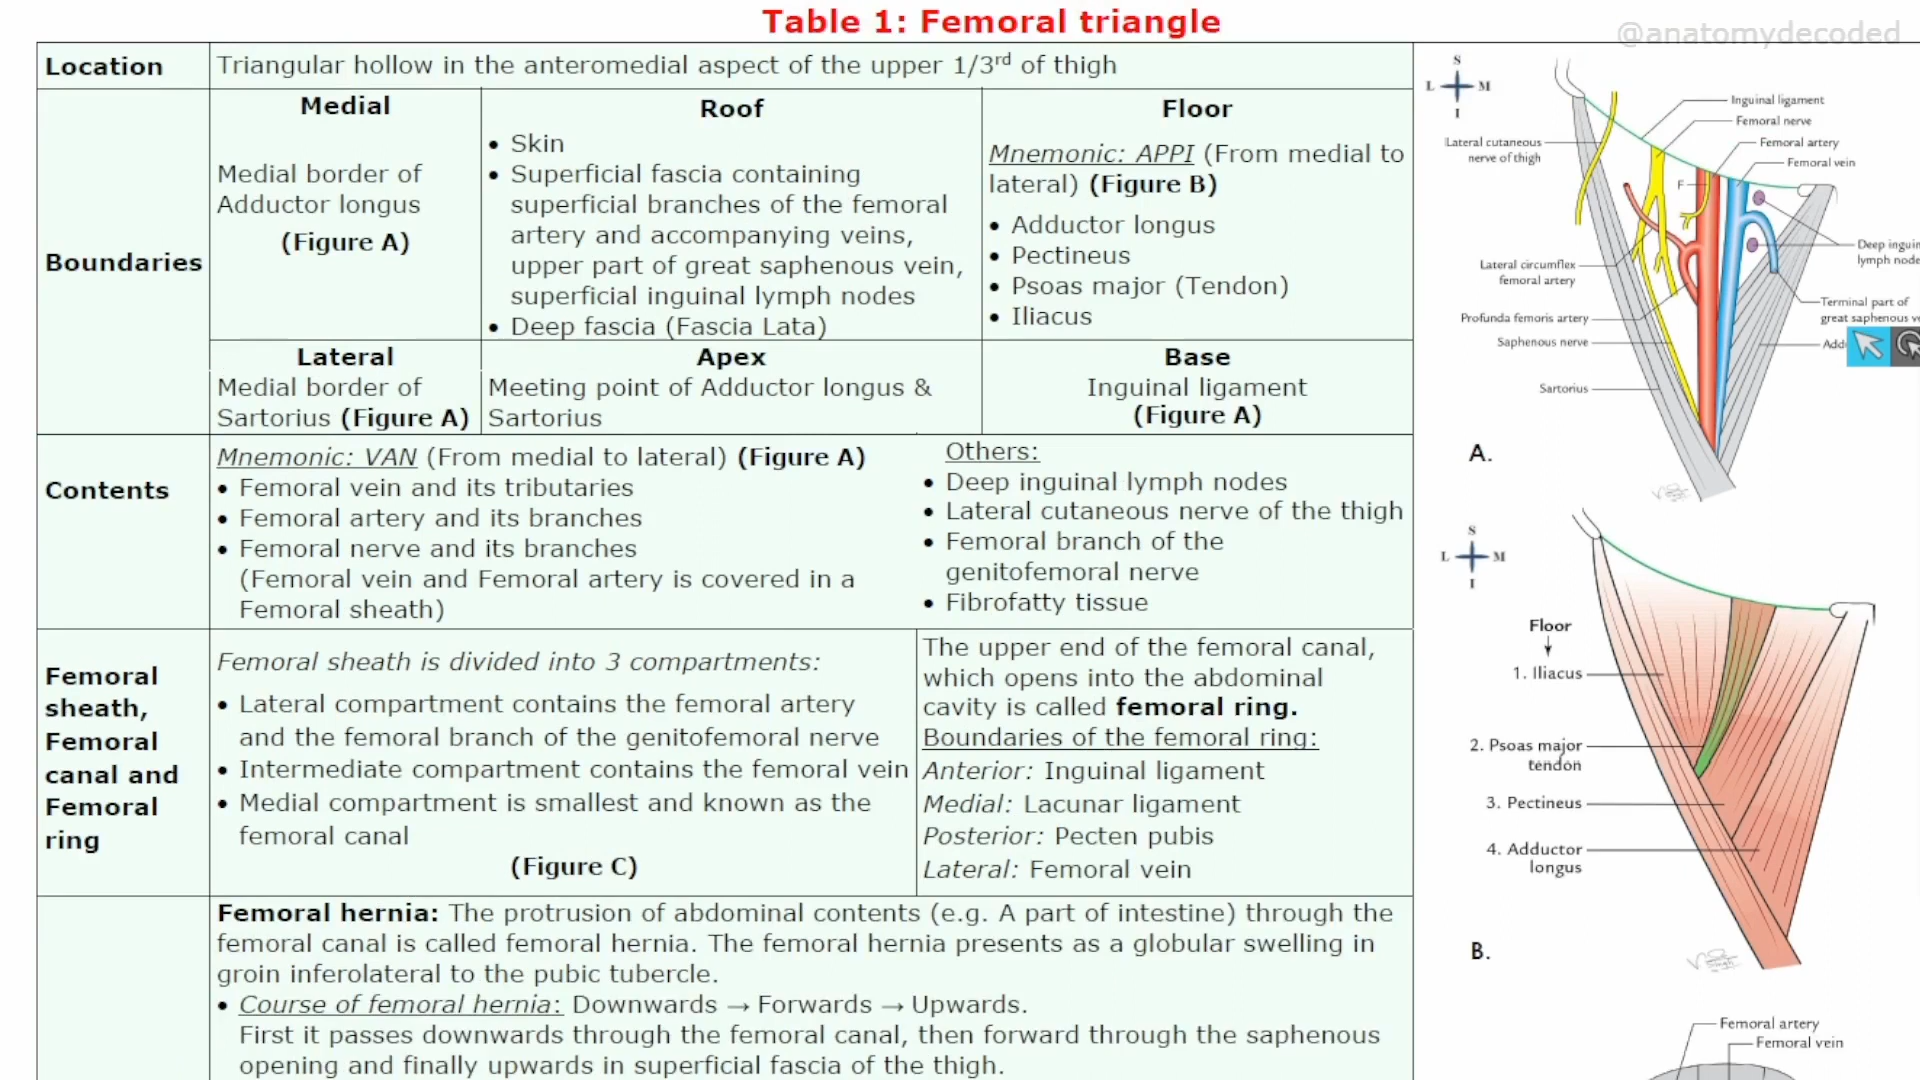 Table 1: Femoral triangle
@anatomydecoded
Location
Triangular hollow in the anteromedial aspect of the upper 1/3rd of thigh
Boundaries
Medial
Medial border of
Adductor longus
(Figure A)
Roof
• Skin
• Superficial fascia containing
superficial branches of the femoral
artery and accompanying veins,
upper part of great saphenous vein,
superficial inguinal lymph nodes
• Deep fascia (Fascia Lata)
Floor
Mnemonic: APPI (From medial to
lateral) (Figure B)
• Adductor longus
• Pectineus
• Psoas major (Tendon)
• Iliacus
Lateral
Medial border of
Sartorius (Figure A)
Apex
Meeting point of Adductor longus &
Sartorius
Base
Inguinal ligament
(Figure A)
Contents
Mnemonic: VAN (From medial to lateral) (Figure A)
• Femoral vein and its tributaries
• Femoral artery and its branches
• Femoral nerve and its branches
(Femoral vein and Femoral artery is covered in a
Femoral sheath)
Others:
• Deep inguinal lymph nodes
• Lateral cutaneous nerve of the thigh
• Femoral branch of the
genitofemoral nerve
• Fibrofatty tissue
Femoral
sheath,
Femoral
canal and
Femoral
ring
Femoral sheath is divided into 3 compartments:
• Lateral compartment contains the femoral artery
and the femoral branch of the genitofemoral nerve
• Intermediate compartment contains the femoral vein
• Medial compartment is smallest and known as the
femoral canal
(Figure C)
The upper end of the femoral canal,
which opens into the abdominal
cavity is called femoral ring.
Boundaries of the femoral ring:
Anterior: Inguinal ligament
Medial: Lacunar ligament
Posterior: Pecten pubis
Lateral: Femoral vein
Femoral hernia: The protrusion of abdominal contents (e.g. A part of intestine) through the
femoral canal is called femoral hernia. The femoral hernia presents as a globular swelling in
groin inferolateral to the pubic tubercle.
• Course of femoral hernia: Downwards → Forwards → Upwards.
First it passes downwards through the femoral canal, then forward through the saphenous
opening and finally upwards in superficial fascia of the thigh.
S
L M
I
Inguinal ligament
Femoral nerve
Femoral artery
Femoral vein
Lateral cutaneous
nerve of thigh
F
Deep inguin
lymph node
Lateral circumflex
femoral artery
Terminal part of
great saphenous ve
Profunda femoris artery
Saphenous nerve
Add
Sartorius
A.
S
L M
I
Floor
1. Iliacus
2. Psoas major
tendon
3. Pectineus
4. Adductor
longus
B.
Femoral artery
Femoral vein